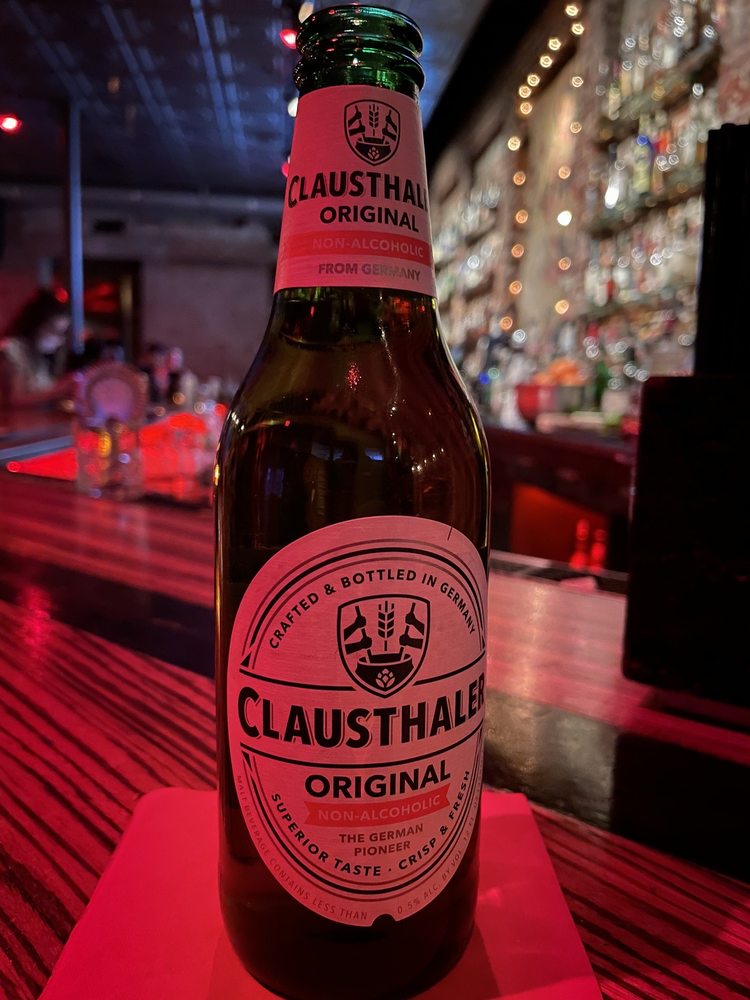 CLAUSTHAL
ORIGINAL
NON-ALCOHOLIC
FROM GERMANY
CRAFTED & BOTTLED IN GERMANY
CLAUSTHALER
ORIGINAL
NON-ALCOHOLIC
THE GERMAN
PIONEER
SUPERIOR TASTE · CRISP & FRESH
MALT BEVERAGE CONTAINS LESS THAN 0.5% ALC. BY VOL.